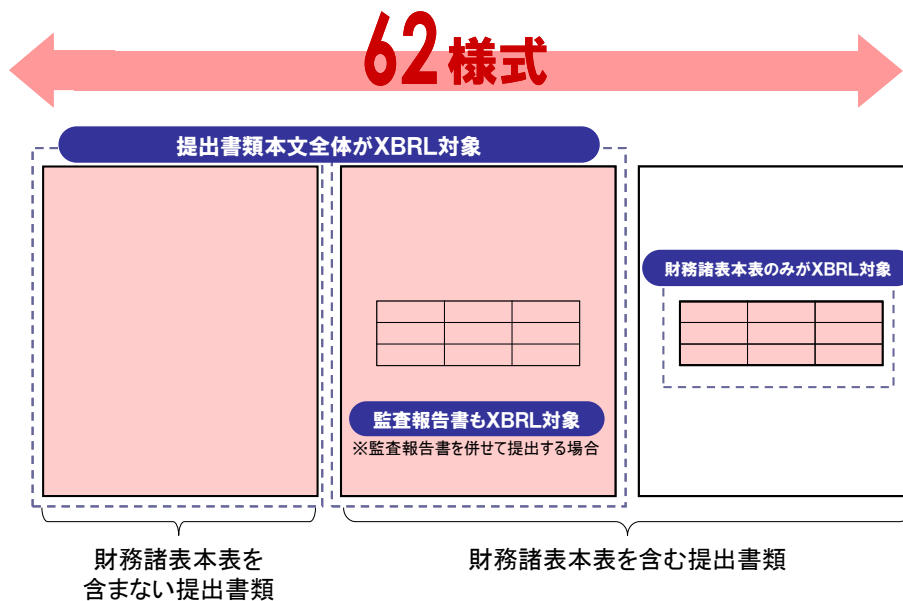 62様式
提出書類本文全体がXBRL対象
財務諸表本表のみがXBRL対象
監査報告書もXBRL対象
※監査報告書を併せて提出する場合
財務諸表本表を
含まない提出書類
財務諸表本表を含む提出書類